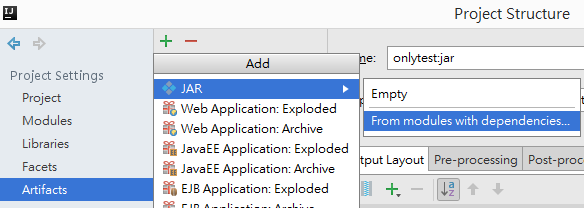 IJ
Project Structure
Project Settings
Project
Modules
Libraries
Facets
Artifacts
Add
JAR
Web Application: Exploded
Web Application: Archive
JavaEE Application: Exploded
JavaEE Application: Archive
EJB Application: Exploded
me: onlytest:jar
Empty
From modules with dependencies...
tput Layout
Pre-processing
Post-proce